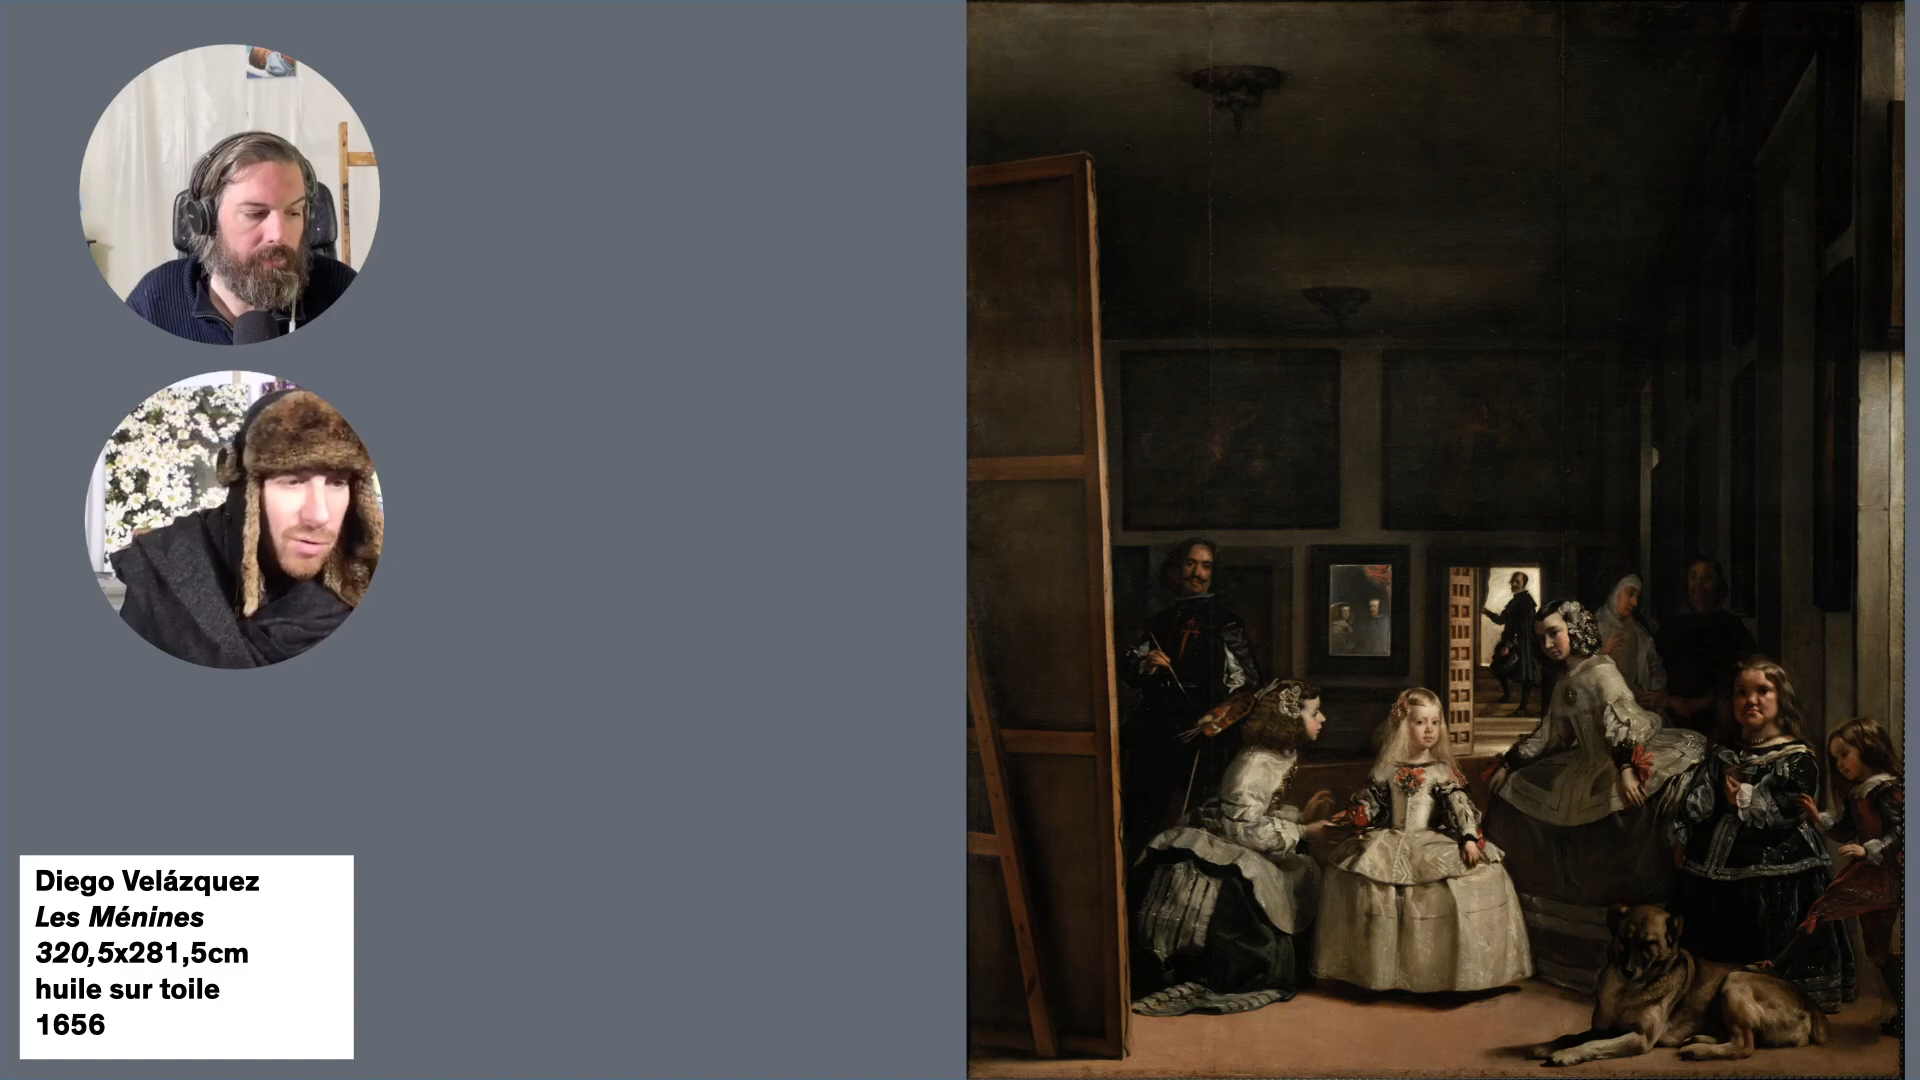 Diego Velázquez
Les Ménines
320,5x281,5cm
huile sur toile
1656